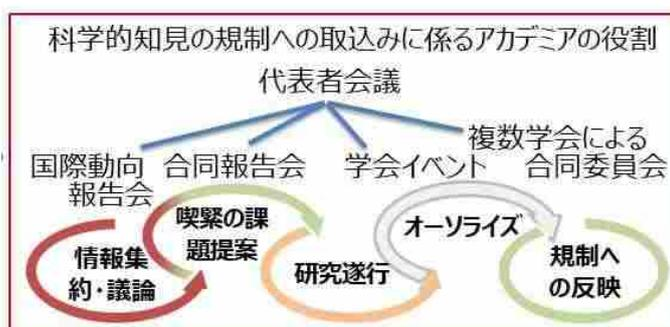 科学的知見の規制への取込みに係るアカデミアの役割
代表者会議
国際動向
報告会
合同報告会
学会イベント
複数学会による
合同委員会
情報集
約・議論
喫緊の課
題提案
研究遂行
オーソライズ
規制へ
の反映